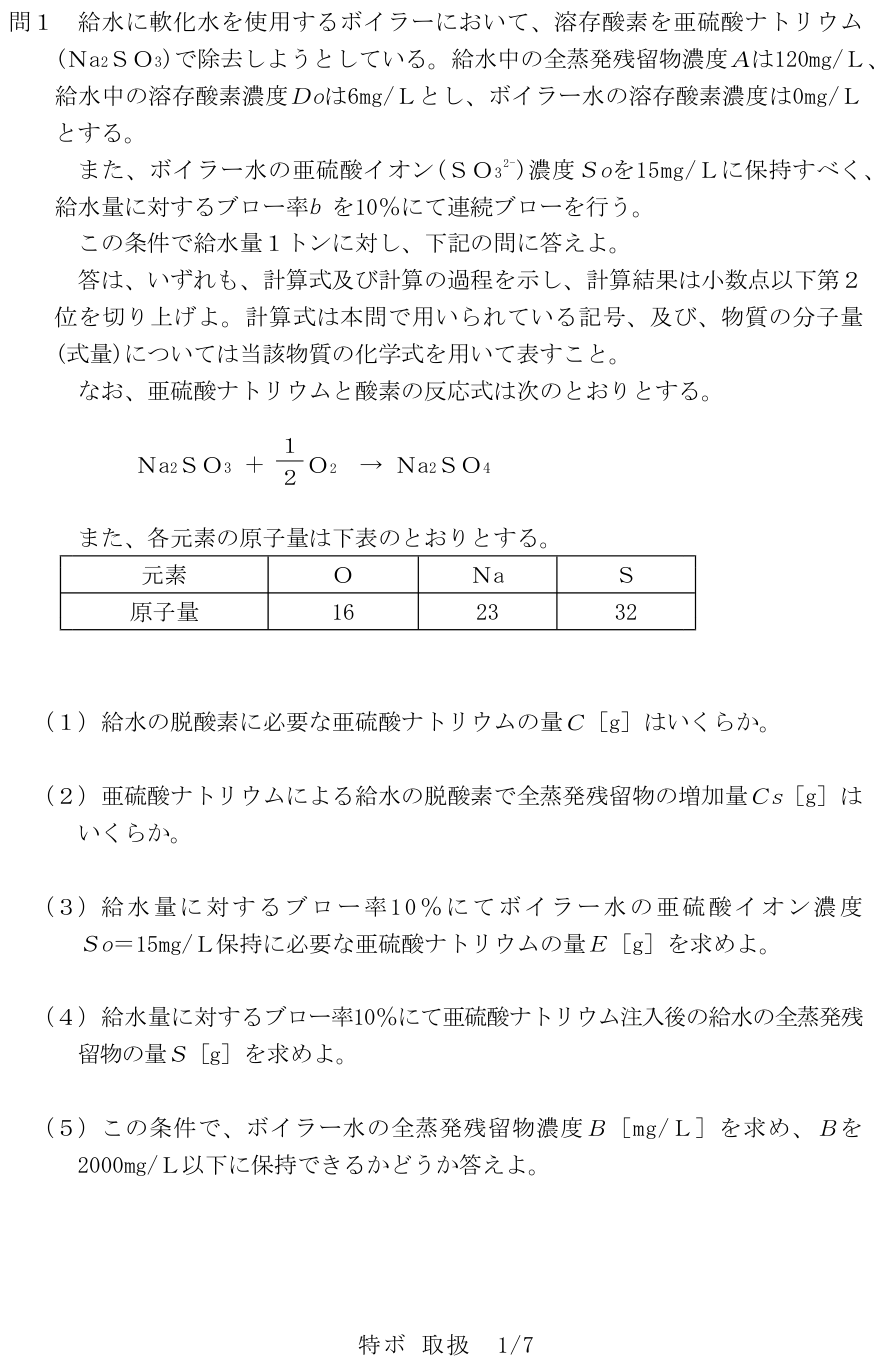 問１　給水に軟化水を使用するボイラーにおいて、溶存酸素を亜硫酸ナトリウム
(Ｎa₂ＳＯ₃)で除去しようとしている。給水中の全蒸発残留物濃度Ａは120mg/Ｌ、
給水中の溶存酸素濃度Ｄoは6mg/Ｌとし、ボイラー水の溶存酸素濃度は0mg/Ｌ
とする。
また、ボイラー水の亜硫酸イオン(ＳＯ₃²⁻)濃度Ｓoを15mg/Ｌに保持すべく、
給水量に対するブロー率b を10％にて連続ブローを行う。
この条件で給水量１トンに対し、下記の問に答えよ。
答は、いずれも、計算式及び計算の過程を示し、計算結果は小数点以下第２
位を切り上げよ。計算式は本問で用いられている記号、及び、物質の分子量
(式量)については当該物質の化学式を用いて表すこと。
なお、亜硫酸ナトリウムと酸素の反応式は次のとおりとする。
Ｎa₂ＳＯ₃ ＋ 1/2 Ｏ₂ → Ｎa₂ＳＯ₄
また、各元素の原子量は下表のとおりとする。
元素 Ｏ Ｎa Ｓ
原子量 16 23 32
（１）給水の脱酸素に必要な亜硫酸ナトリウムの量Ｃ［g］はいくらか。
（２）亜硫酸ナトリウムによる給水の脱酸素で全蒸発残留物の増加量Ｃs［g］は
いくらか。
（３）給水量に対するブロー率10％にてボイラー水の亜硫酸イオン濃度
Ｓo＝15mg/Ｌ保持に必要な亜硫酸ナトリウムの量Ｅ［g］を求めよ。
（４）給水量に対するブロー率10％にて亜硫酸ナトリウム注入後の給水の全蒸発残
留物の量Ｓ［g］を求めよ。
（５）この条件で、ボイラー水の全蒸発残留物濃度Ｂ［mg/Ｌ］を求め、Ｂを
2000mg/Ｌ以下に保持できるかどうか答えよ。
特ボ 取扱　1/7